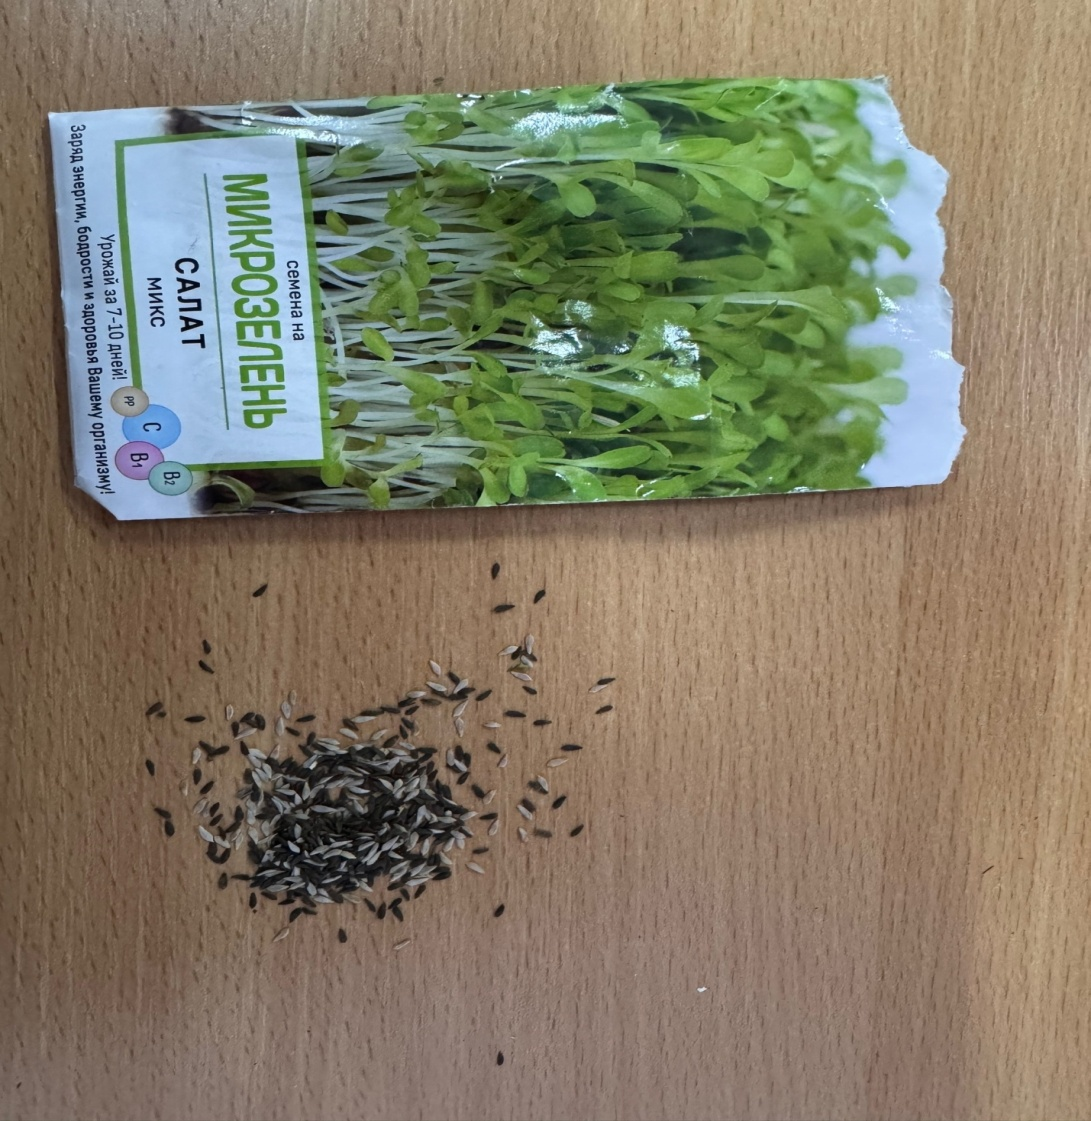 семена на
МИКРОЗЕЛЕНЬ
САЛАТ
МИКС
Урожай за 7-10 дней!
PP
C
B1
B2
Заряд энергии, бодрости и здоровья Вашему организму!